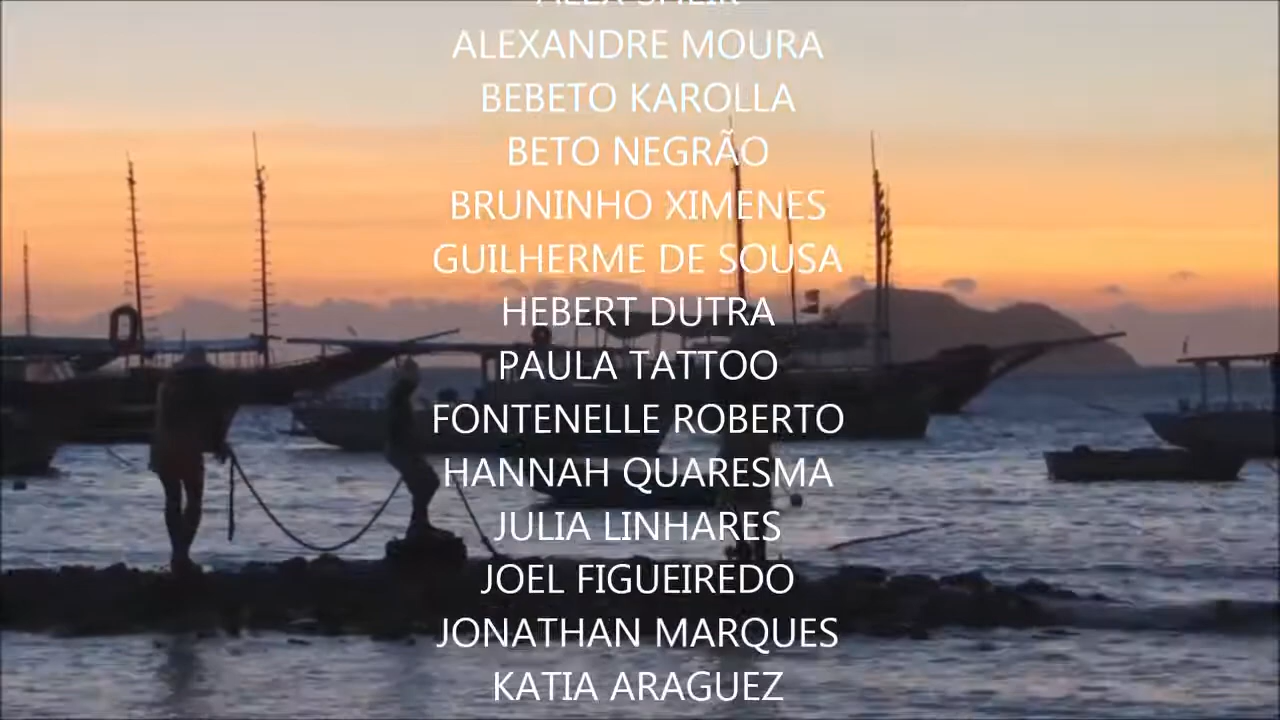 ALEXANDRE MOURA
BEBETO KAROLLA
BETO NEGRÃO
BRUNINHO XIMENES
GUILHERME DE SOUSA
HEBERT DUTRA
PAULA TATTOO
FONTENELLE ROBERTO
HANNAH QUARESMA
JULIA LINHARES
JOEL FIGUEIREDO
JONATHAN MARQUES
KATIA ARAGUEZ